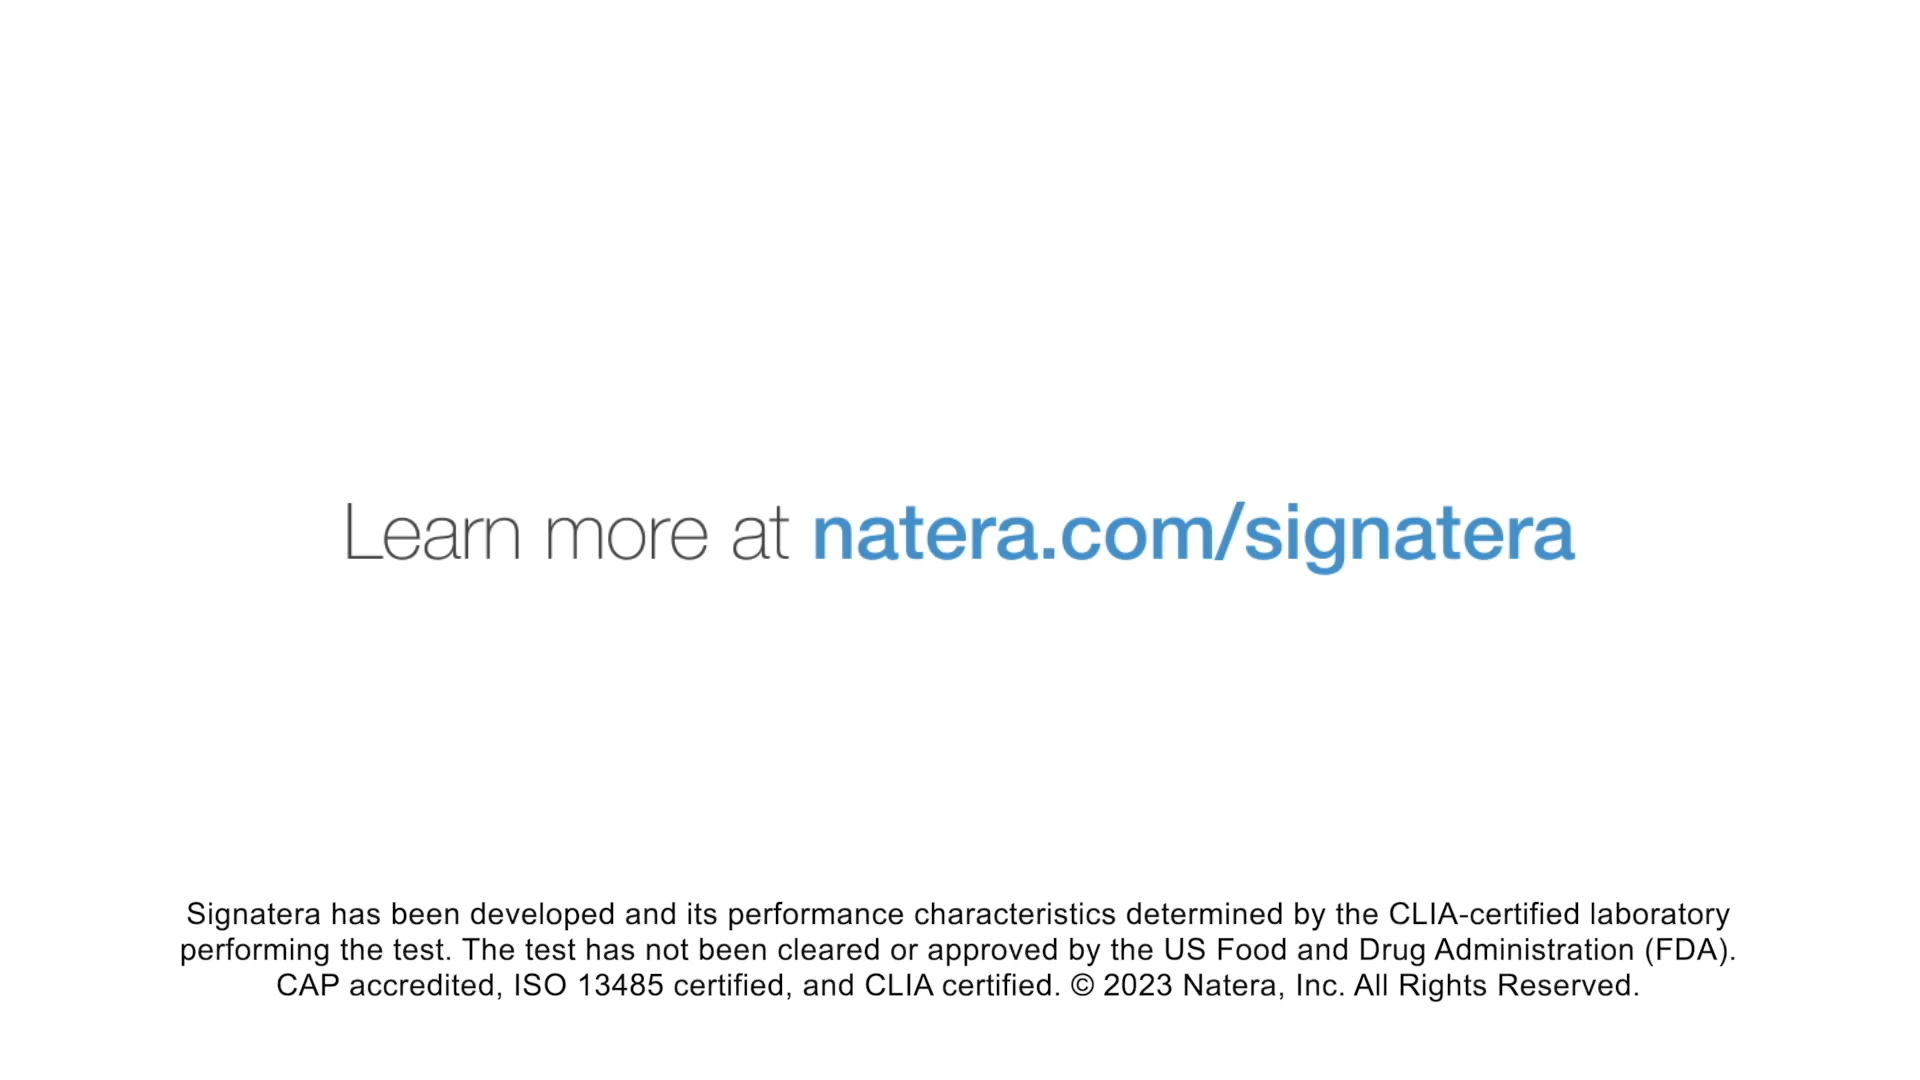 Learn more at natera.com/signatera
Signatera has been developed and its performance characteristics determined by the CLIA-certified laboratory
performing the test. The test has not been cleared or approved by the US Food and Drug Administration (FDA).
CAP accredited, ISO 13485 certified, and CLIA certified. © 2023 Natera, Inc. All Rights Reserved.